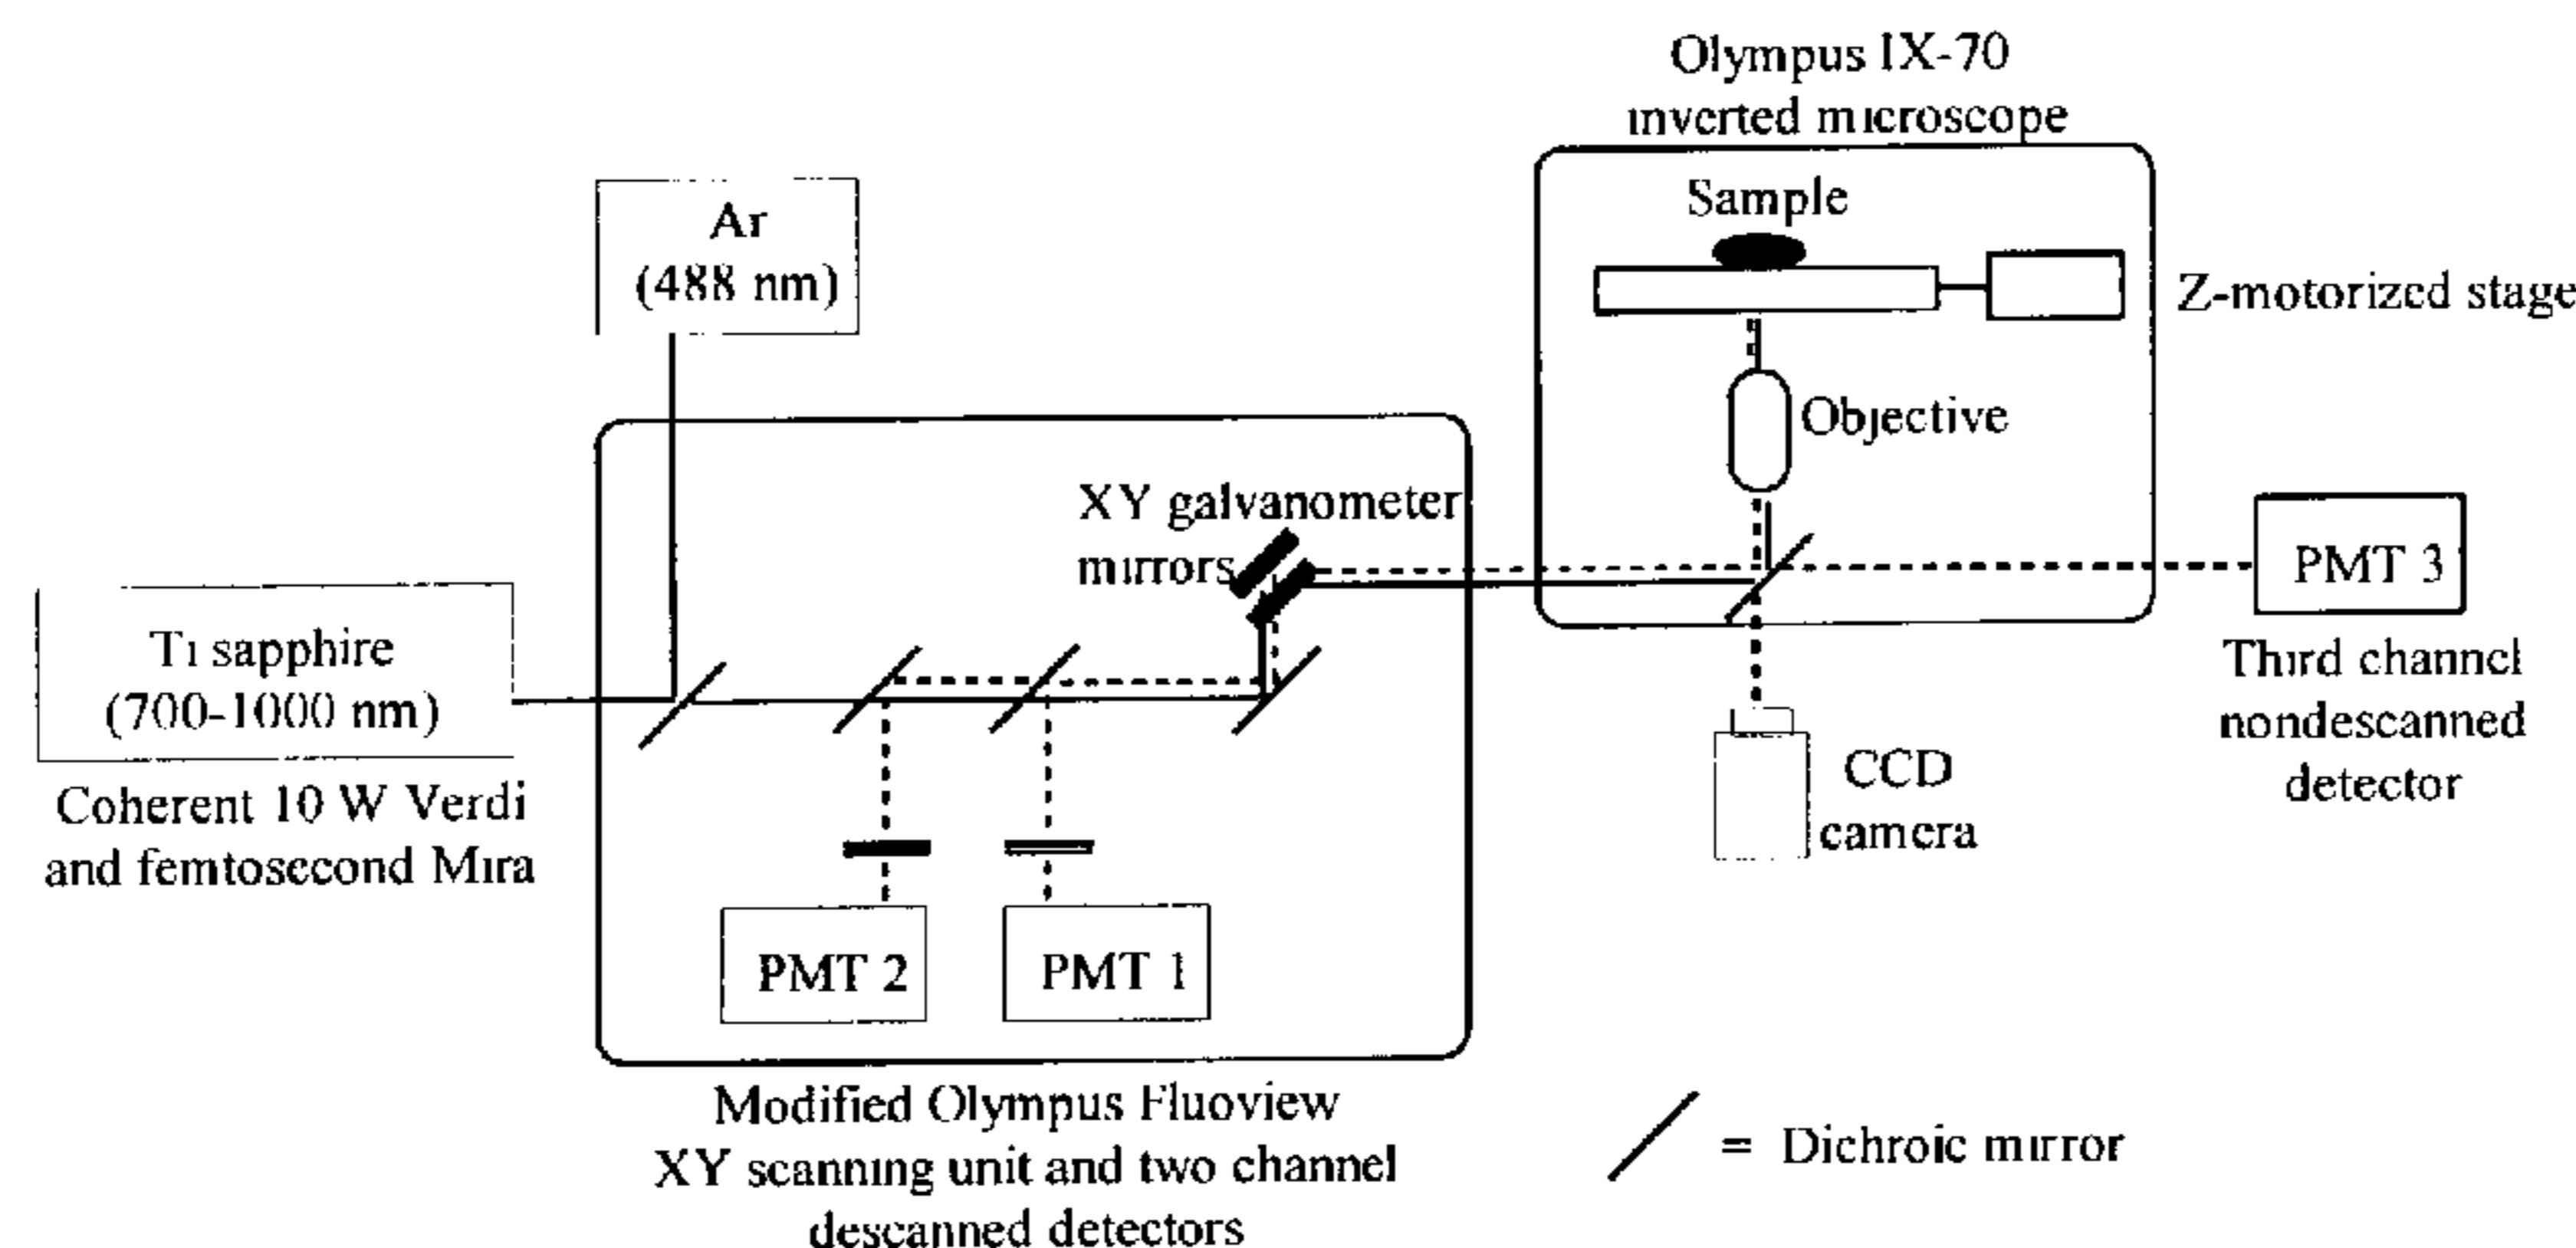 Olympus IX-70
inverted microscope
Sample
Ar
(488 nm)
Z-motorized stage
Objective
XY galvanometer
mirrors
PMT 3
Ti sapphire
(700-1000 nm)
Third channel
nondescanned
detector
CCD
camera
Coherent 10 W Verdi
and femtosecond Mira
PMT 2
PMT 1
Modified Olympus Fluoview
XY scanning unit and two channel
descanned detectors
= Dichroic mirror